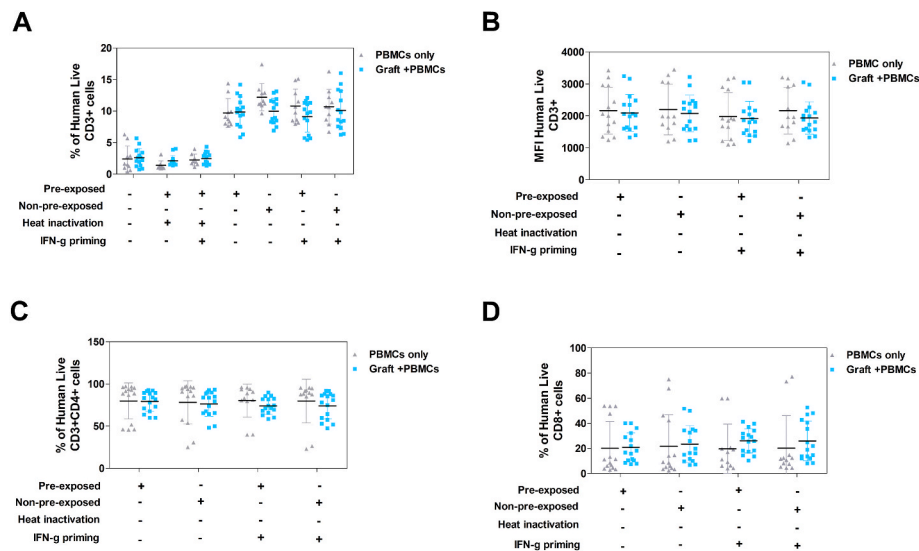 A
% of Human Live
CD3+ cells
20
15
10
5
0
PBMCs only
Graft +PBMCs
Pre-exposed - + + + - + -
Non-pre-exposed - - - - + - +
Heat inactivation - + + - - - -
IFN-g priming - - + - - + +
B
MFI Human Live
CD3+
4000
3000
2000
1000
0
PBMC only
Graft +PBMCs
Pre-exposed + - + -
Non-pre-exposed - + - +
Heat inactivation - - - -
IFN-g priming - - + +
C
% of Human Live
CD3+CD4+ cells
150
100
50
0
PBMCs only
Graft +PBMCs
Pre-exposed + - + -
Non-pre-exposed - + - +
Heat inactivation - - - -
IFN-g priming - - + +
D
% of Human Live
CD8+ cells
100
80
60
40
20
0
PBMCs only
Graft +PBMCs
Pre-exposed + - + -
Non-pre-exposed - + - +
Heat inactivation - - - -
IFN-g priming - - + +